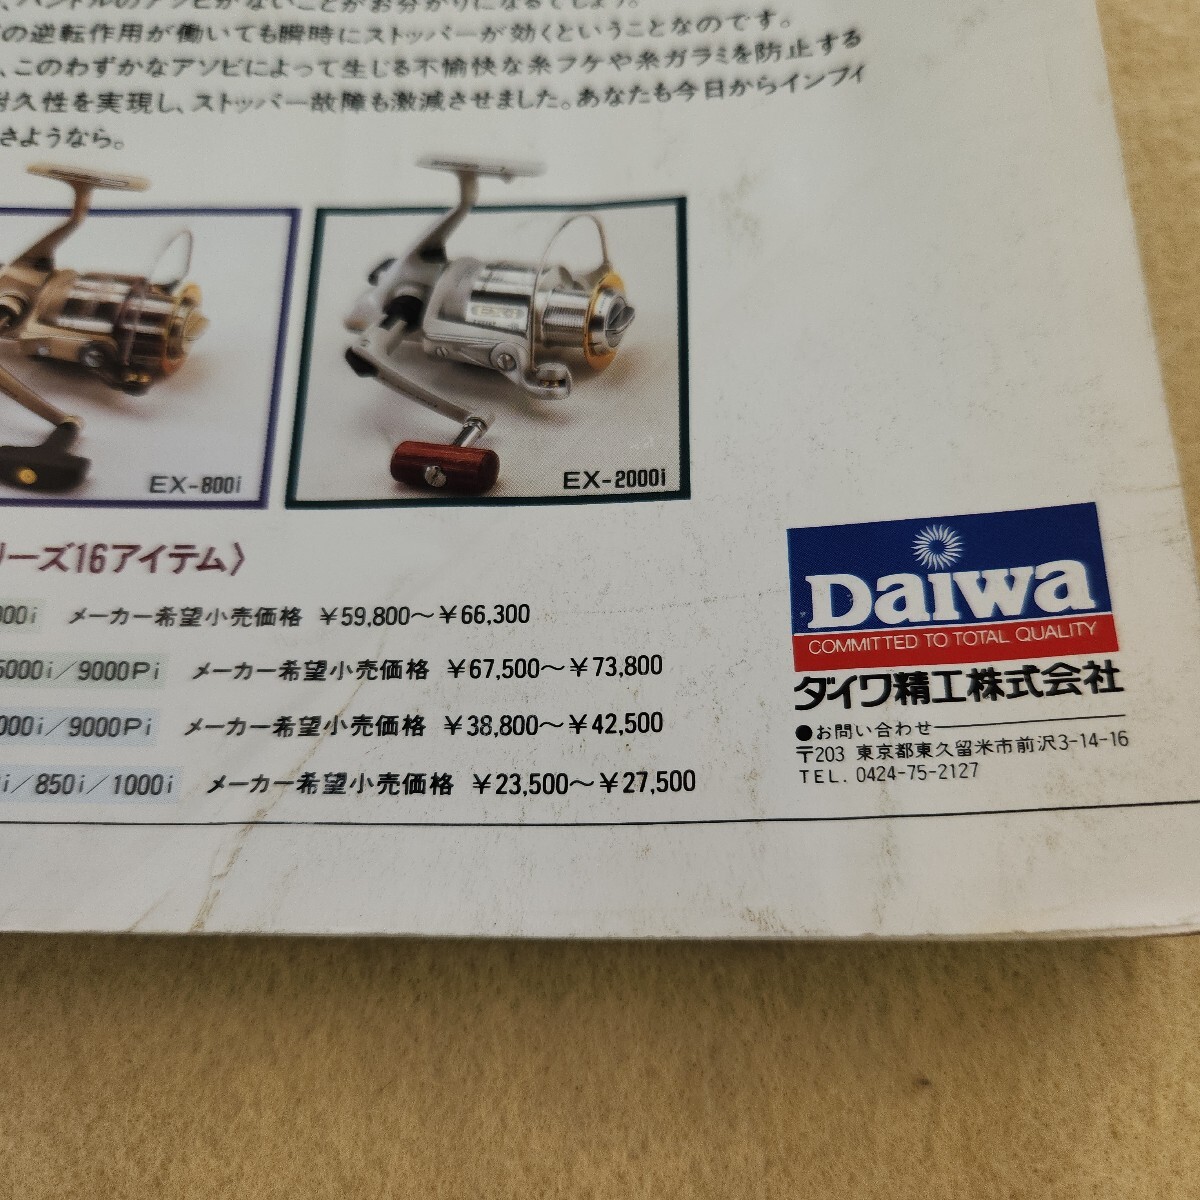 の逆転作用が働いても瞬時にストッパーが効くということなのです。
、このわずかなアソビによって生じる不愉快な糸フケや糸ガラミを防止する
耐久性を実現し、ストッパー故障も激減させました。あなたも今日からインフィ
さようなら。
EX-800i
EX-2000i
リーズ16アイテム〉
000i メーカー希望小売価格 ¥59,800〜¥66,300
5000i／9000Pi メーカー希望小売価格 ¥67,500〜¥73,800
000i／9000Pi メーカー希望小売価格 ¥38,800〜¥42,500
i／850i／1000i メーカー希望小売価格 ¥23,500〜¥27,500
Daiwa
COMMITTED TO TOTAL QUALITY
ダイワ精工株式会社
●お問い合わせ
〒203 東京都東久留米市前沢3-14-16
TEL. 0424-75-2127